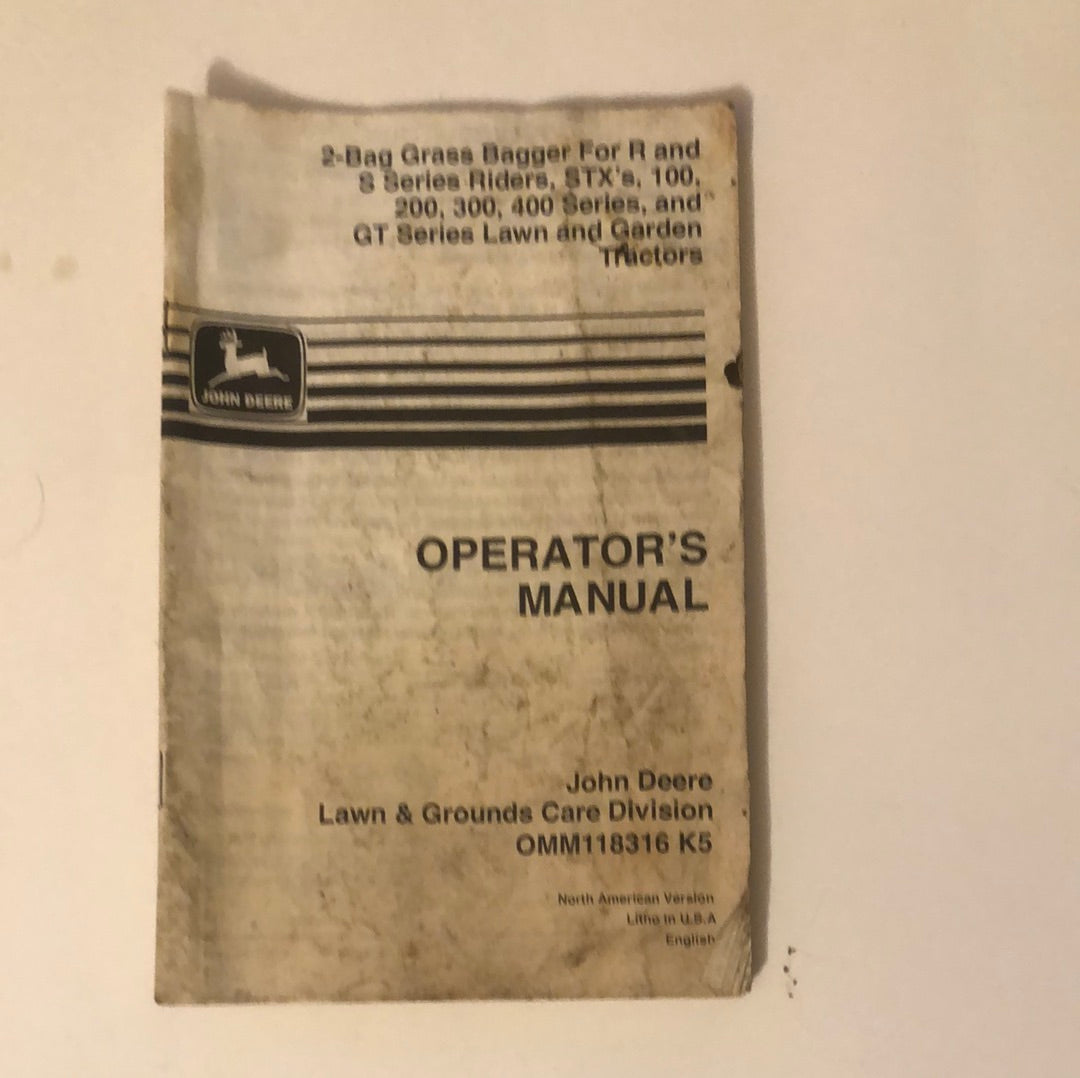 2-Bag Grass Bagger For R and
S Series Riders, STX's, 100,
200, 300, 400 Series, and
GT Series Lawn and Garden
Tractors
JOHN DEERE
OPERATOR'S
MANUAL
John Deere
Lawn & Grounds Care Division
OMM118316 K5
North American Version
Litho in U.S.A
English